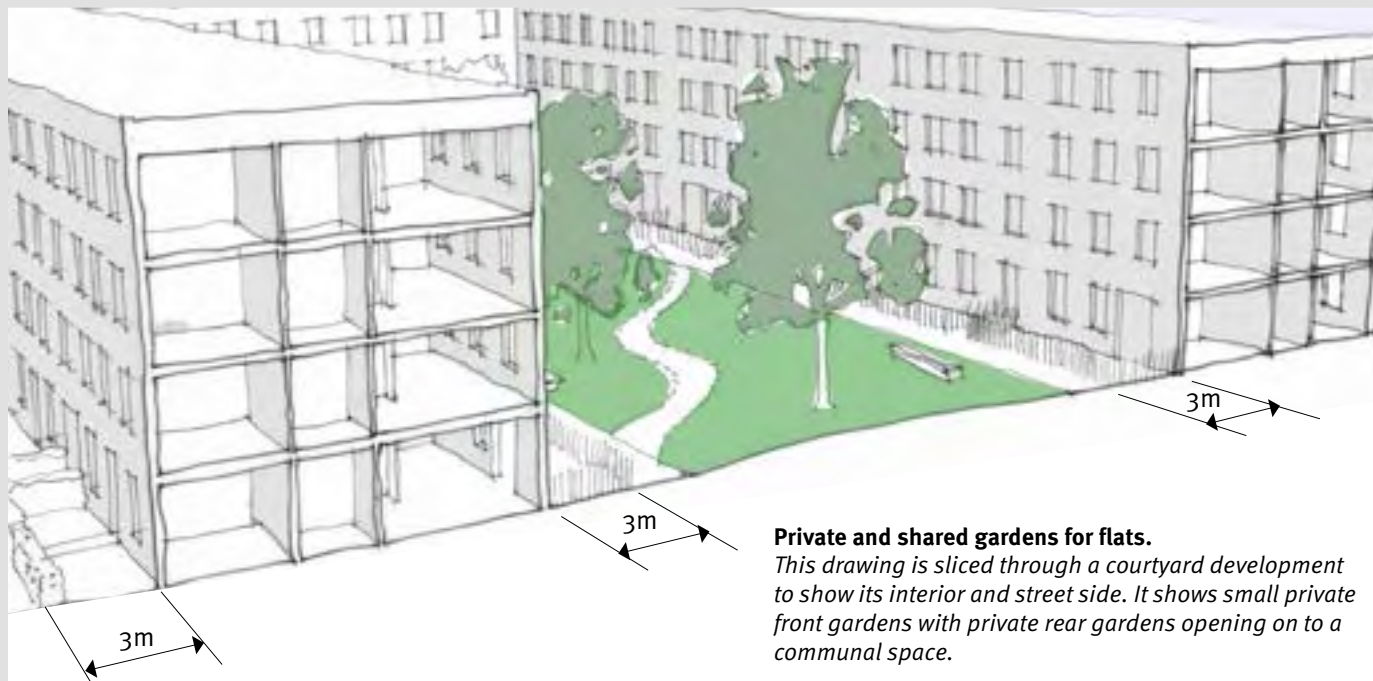 3m
3m
3m
Private and shared gardens for flats.
This drawing is sliced through a courtyard development
to show its interior and street side. It shows small private
front gardens with private rear gardens opening on to a
communal space.